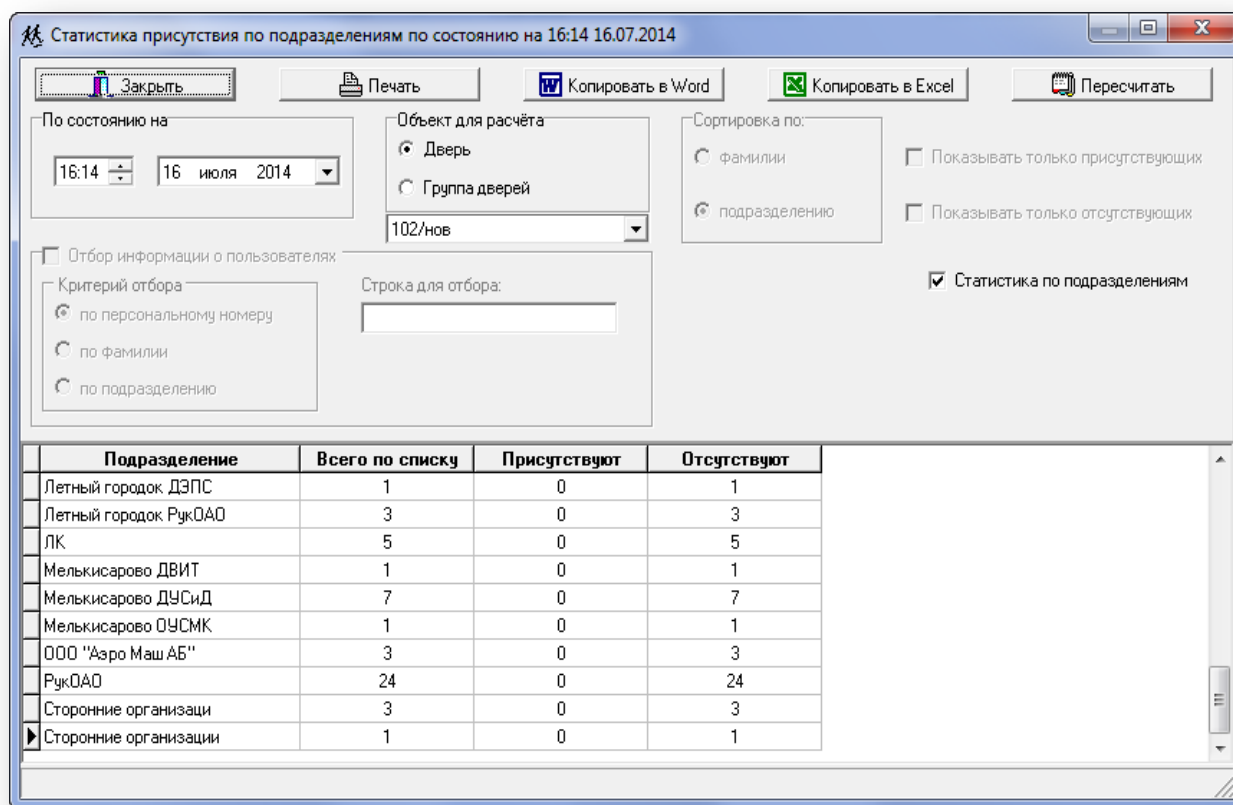 Статистика присутствия по подразделениям по состоянию на 16:14 16.07.2014
Закрыть Печать Копировать в Word Копировать в Excel Пересчитать
По состоянию на Объект для расчёта Сортировка по:
16:14 16 июля 2014 Дверь фамилии Показывать только присутствующих
Группа дверей подразделению Показывать только отсутствующих
102/нов
Отбор информации о пользователях
Критерий отбора Строка для отбора: Статистика по подразделениям
по персональному номеру
по фамилии
по подразделению
Подразделение Всего по списку Присутствуют Отсутствуют
Летный городок ДЭПС 1 0 1
Летный городок РукОАО 3 0 3
ЛК 5 0 5
Мелькисарово ДВИТ 1 0 1
Мелькисарово ДУСиД 7 0 7
Мелькисарово ОУСМК 1 0 1
ООО "Аэро Маш АБ" 3 0 3
РукОАО 24 0 24
Сторонние организаци 3 0 3
Сторонние организации 1 0 1